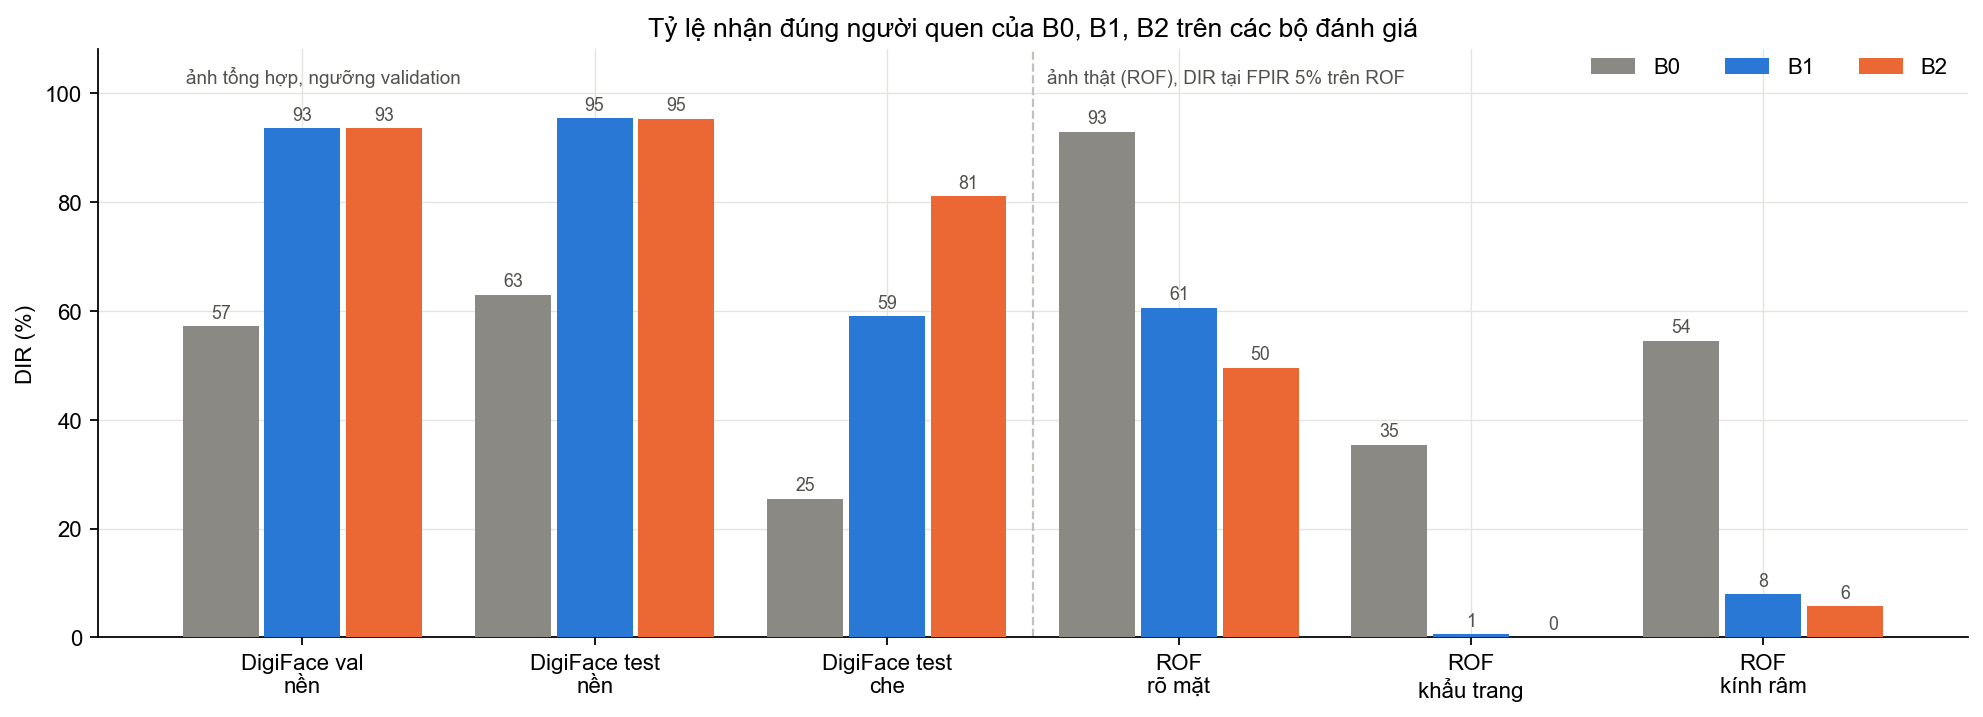 Tỷ lệ nhận đúng người quen của B0, B1, B2 trên các bộ đánh giá
ảnh tổng hợp, ngưỡng validation
ảnh thật (ROF), DIR tại FPIR 5% trên ROF
B0 B1 B2
DIR (%)
100
80
60
40
20
0
57 93 93
63 95 95
25 59 81
93 61 50
35 1 0
54 8 6
DigiFace val
nền
DigiFace test
nền
DigiFace test
che
ROF
rõ mặt
ROF
khẩu trang
ROF
kính râm